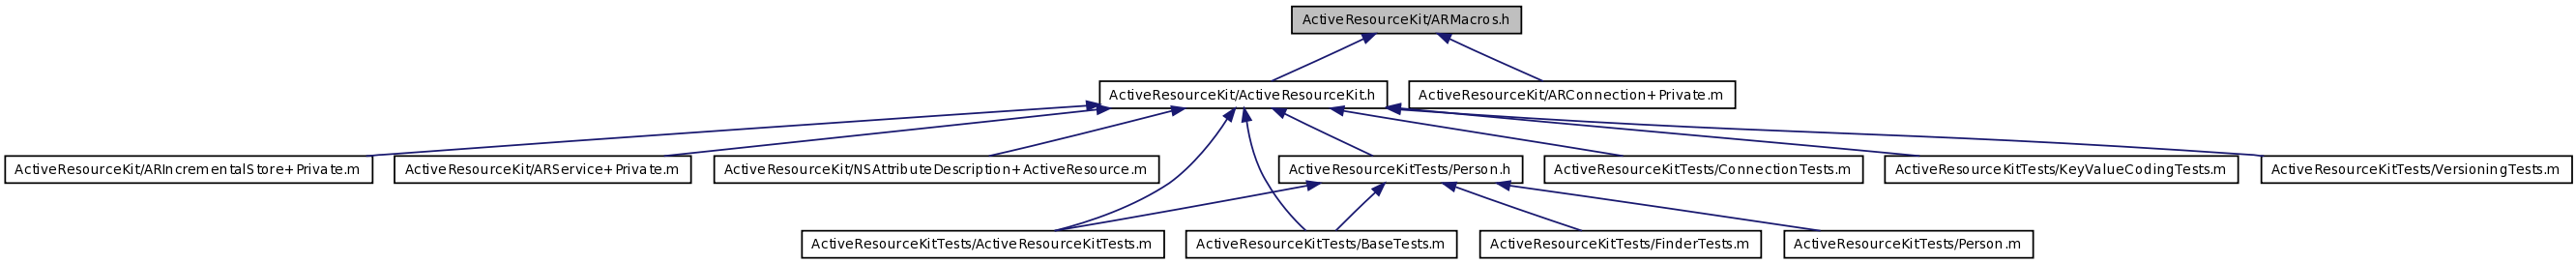 ActiveResourceKit/ARMacros.h
ActiveResourceKit/ActiveResourceKit.h
ActiveResourceKit/ARConnection+Private.m
ActiveResourceKit/ARIncrementalStore+Private.m
ActiveResourceKit/ARService+Private.m
ActiveResourceKit/NSAttributeDescription+ActiveResource.m
ActiveResourceKitTests/Person.h
ActiveResourceKitTests/ConnectionTests.m
ActiveResourceKitTests/KeyValueCodingTests.m
ActiveResourceKitTests/VersioningTests.m
ActiveResourceKitTests/ActiveResourceKitTests.m
ActiveResourceKitTests/BaseTests.m
ActiveResourceKitTests/FinderTests.m
ActiveResourceKitTests/Person.m